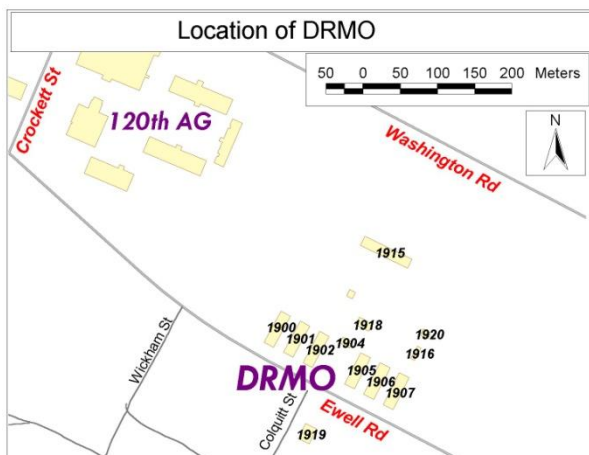 Location of DRMO
50 0 50 100 150 200 Meters
N
Crockett St
120th AG
Washington Rd
1915
Wickham St
1900
1901
1902
1904
1918
1920
1916
1905
1906
1907
DRMO
Colquitt St
Ewell Rd
1919